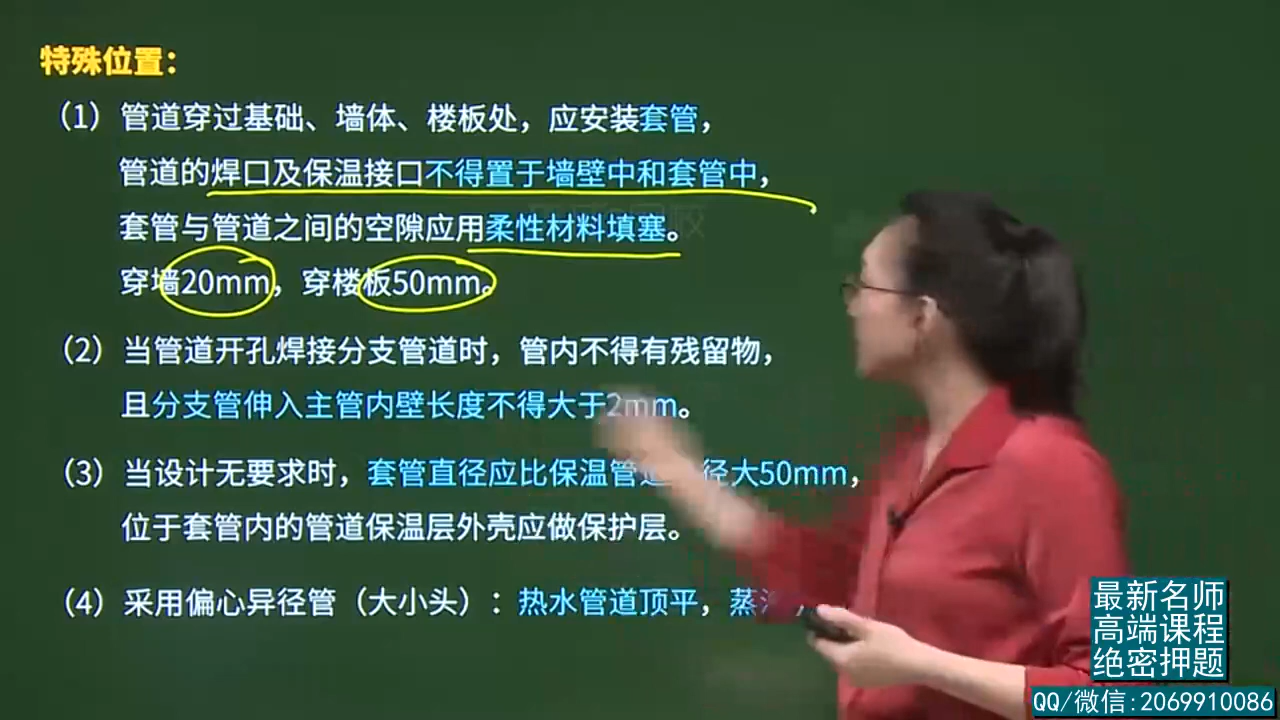 特殊位置：
（1）管道穿过基础、墙体、楼板处，应安装套管，
管道的焊口及保温接口不得置于墙壁中和套管中，
套管与管道之间的空隙应用柔性材料填塞。
穿墙20mm，穿楼板50mm。
（2）当管道开孔焊接分支管道时，管内不得有残留物，
且分支管伸入主管内壁长度不得大于2mm。
（3）当设计无要求时，套管直径应比保温管道 径大50mm，
位于套管内的管道保温层外壳应做保护层。
（4）采用偏心异径管（大小头）：热水管道顶平，蒸
最新名师
高端课程
绝密押题
QQ/微信:2069910086